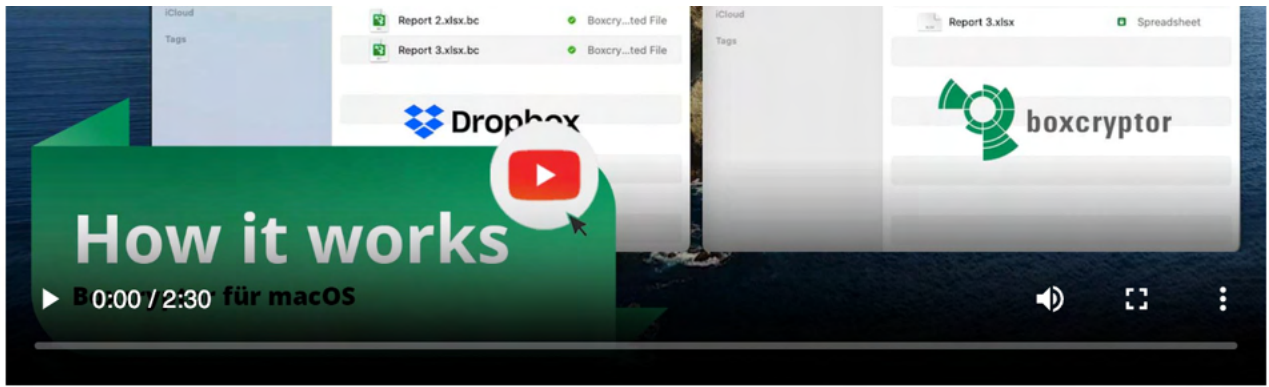 iCloud
Tags
Report 2.xlsx.bc Boxcry...ted File
Report 3.xlsx.bc Boxcry...ted File
Dropbox
iCloud
Tags
Report 3.xlsx Spreadsheet
boxcryptor
How it works
für macOS
0:00 / 2:30